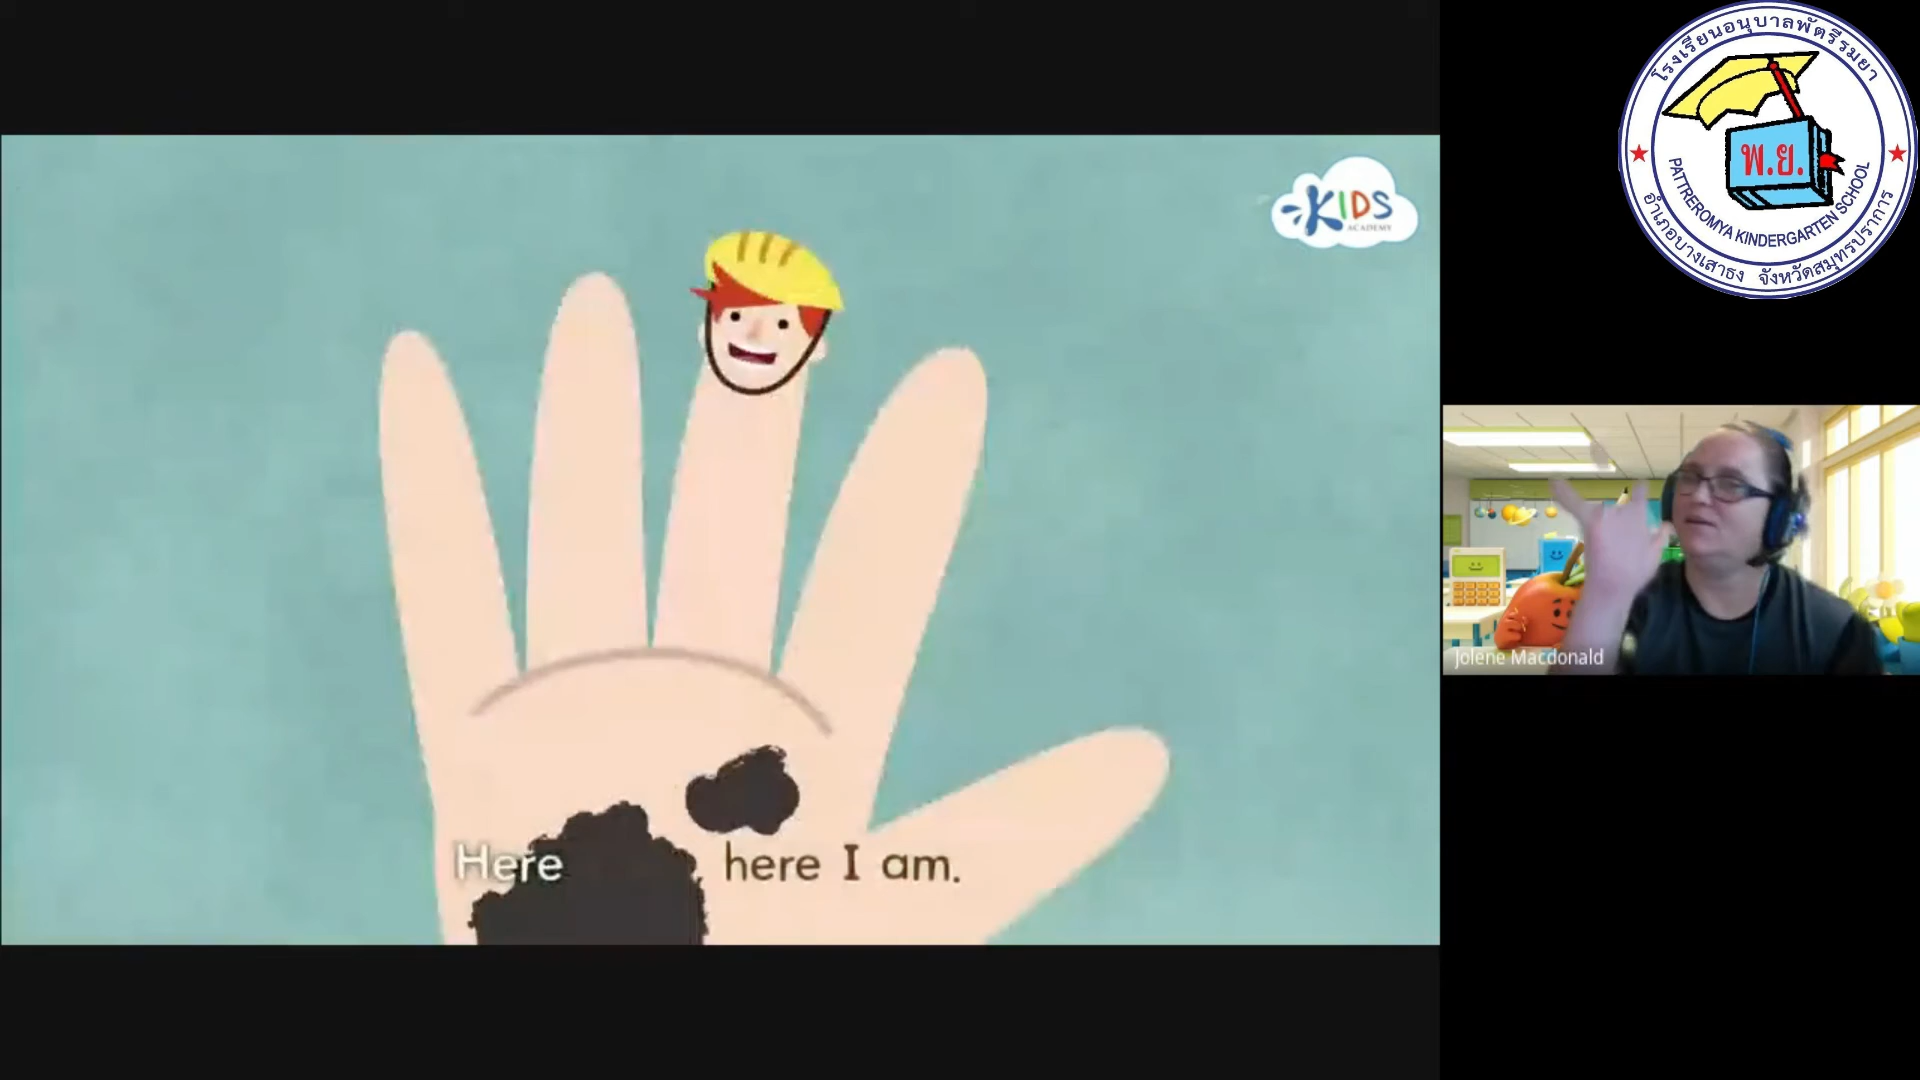 KIDS
ACADEMY
Here here I am.
โรงเรียนอนุบาลพัตรีรมยา
พ.ย.
PATTREROMYA KINDERGARTEN SCHOOL
อำเภอบางเสาธง จังหวัดสมุทรปราการ
Jolene Macdonald